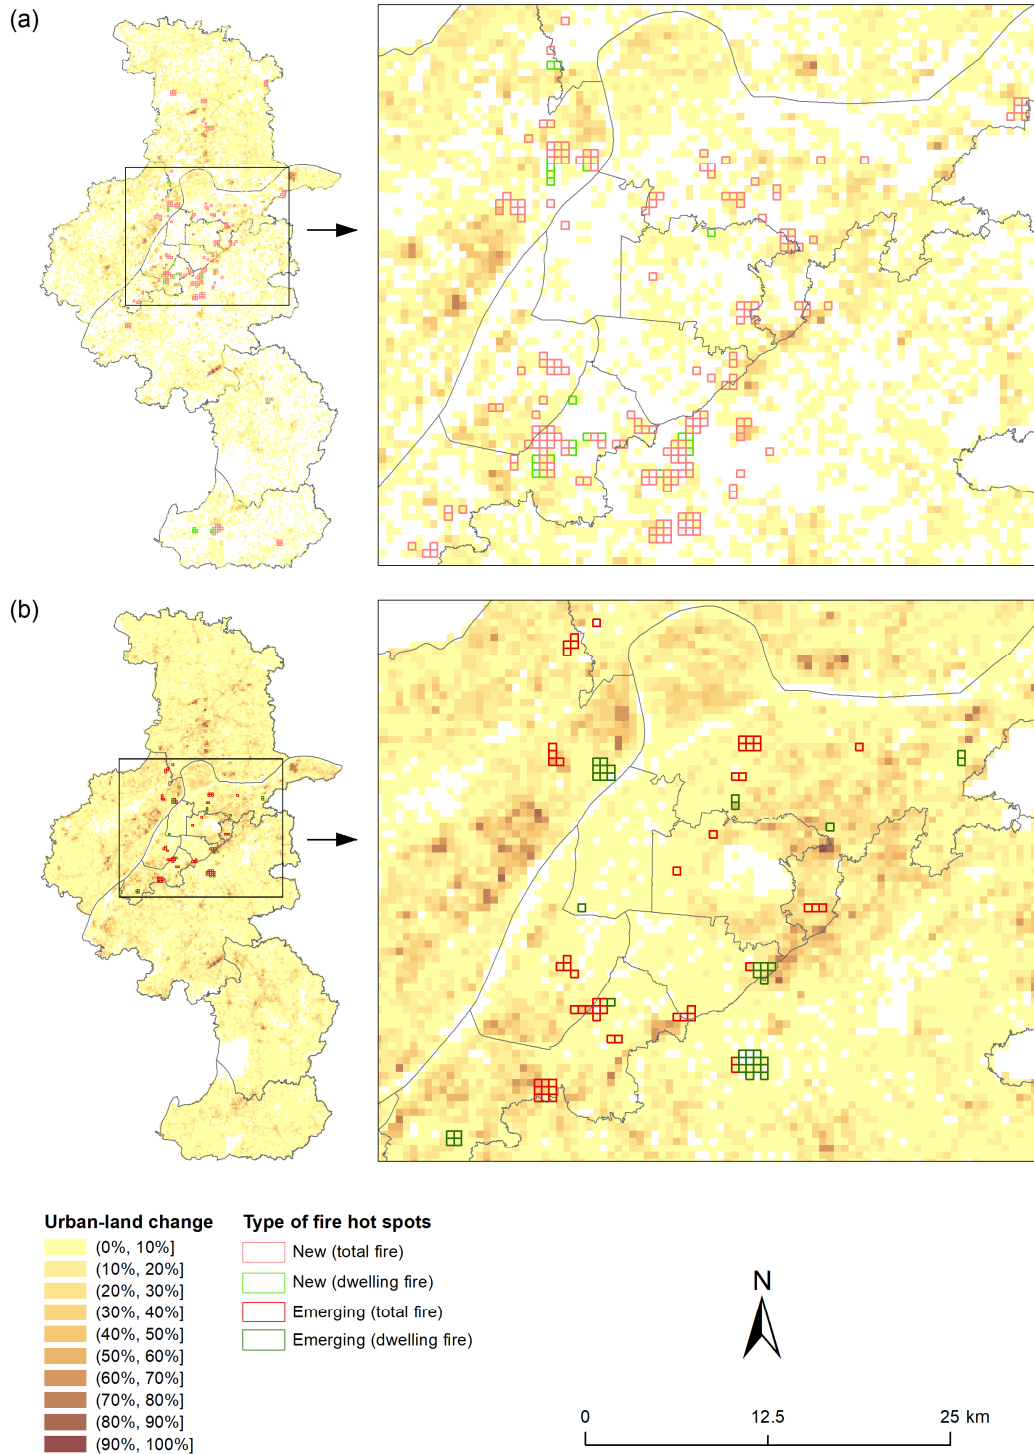 (a)
(b)
Urban-land change
(0%, 10%]
(10%, 20%]
(20%, 30%]
(30%, 40%]
(40%, 50%]
(50%, 60%]
(60%, 70%]
(70%, 80%]
(80%, 90%]
(90%, 100%]
Type of fire hot spots
New (total fire)
New (dwelling fire)
Emerging (total fire)
Emerging (dwelling fire)
N
0 12.5 25 km